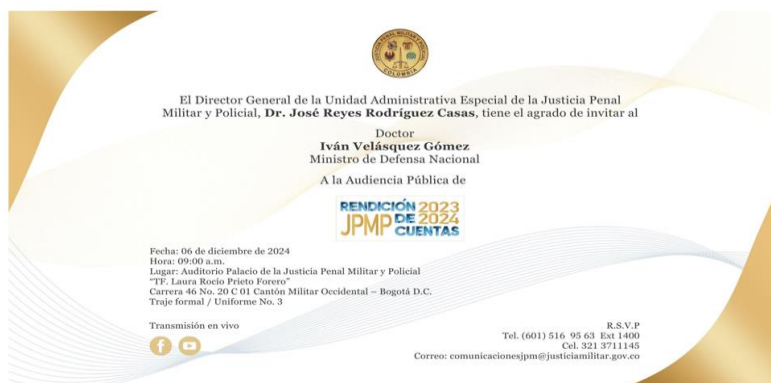 JUSTICIA PENAL MILITAR Y POLICIAL
COLOMBIA
El Director General de la Unidad Administrativa Especial de la Justicia Penal
Militar y Policial, Dr. José Reyes Rodríguez Casas, tiene el agrado de invitar al
Doctor
Iván Velásquez Gómez
Ministro de Defensa Nacional
A la Audiencia Pública de
RENDICIÓN 2023
JPMP DE 2024
CUENTAS
Fecha: 06 de diciembre de 2024
Hora: 09:00 a.m.
Lugar: Auditorio Palacio de la Justicia Penal Militar y Policial
"TF. Laura Rocío Prieto Forero"
Carrera 46 No. 20 C 01 Cantón Militar Occidental – Bogotá D.C.
Traje formal / Uniforme No. 3
Transmisión en vivo
R.S.V.P
Tel. (601) 516 95 63 Ext 1400
Cel. 321 3711145
Correo: comunicacionesjpm@justiciamilitar.gov.co